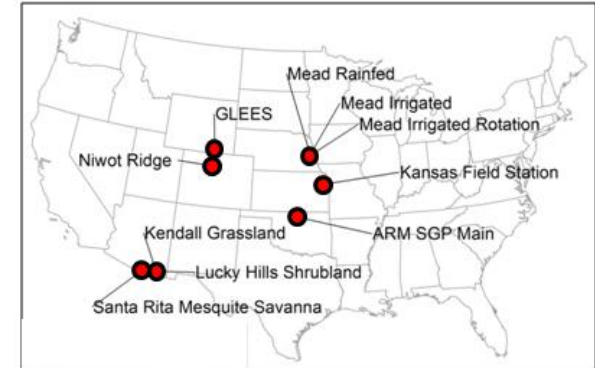 Mead Rainfed
Mead Irrigated
GLEES
Mead Irrigated Rotation
Niwot Ridge
Kansas Field Station
Kendall Grassland
ARM SGP Main
Lucky Hills Shrubland
Santa Rita Mesquite Savanna